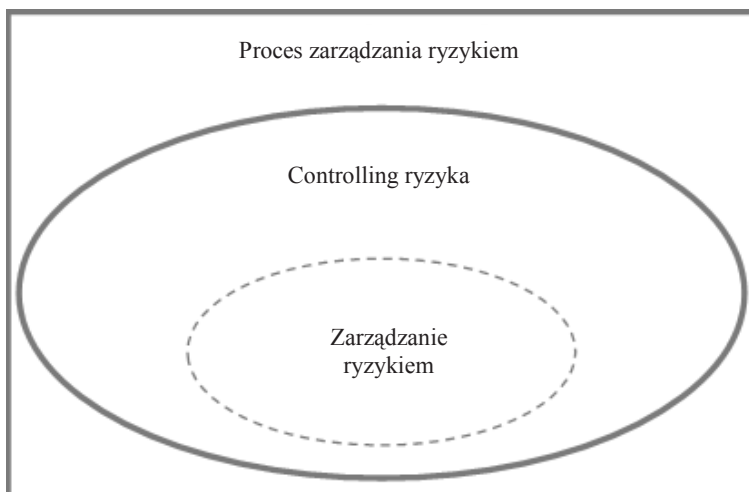 Proces zarządzania ryzykiem
Controlling ryzyka
Zarządzanie
ryzykiem